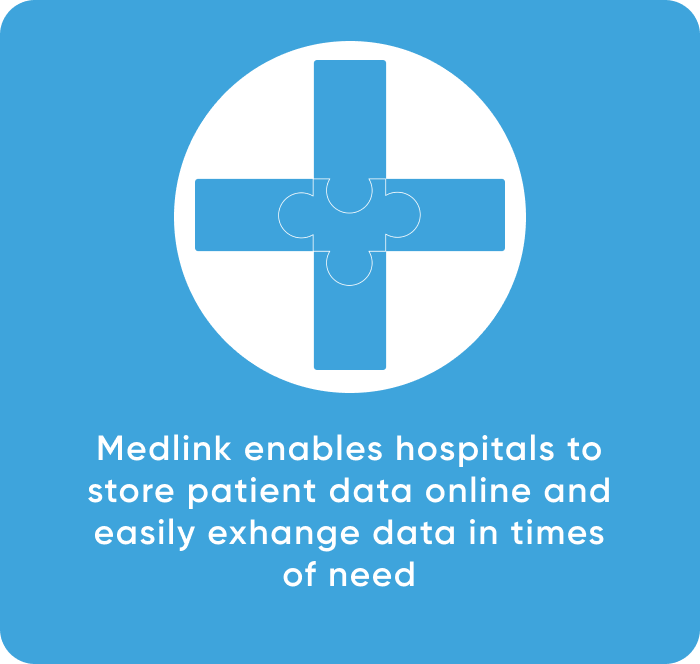 Medlink enables hospitals to
store patient data online and
easily exhange data in times
of need